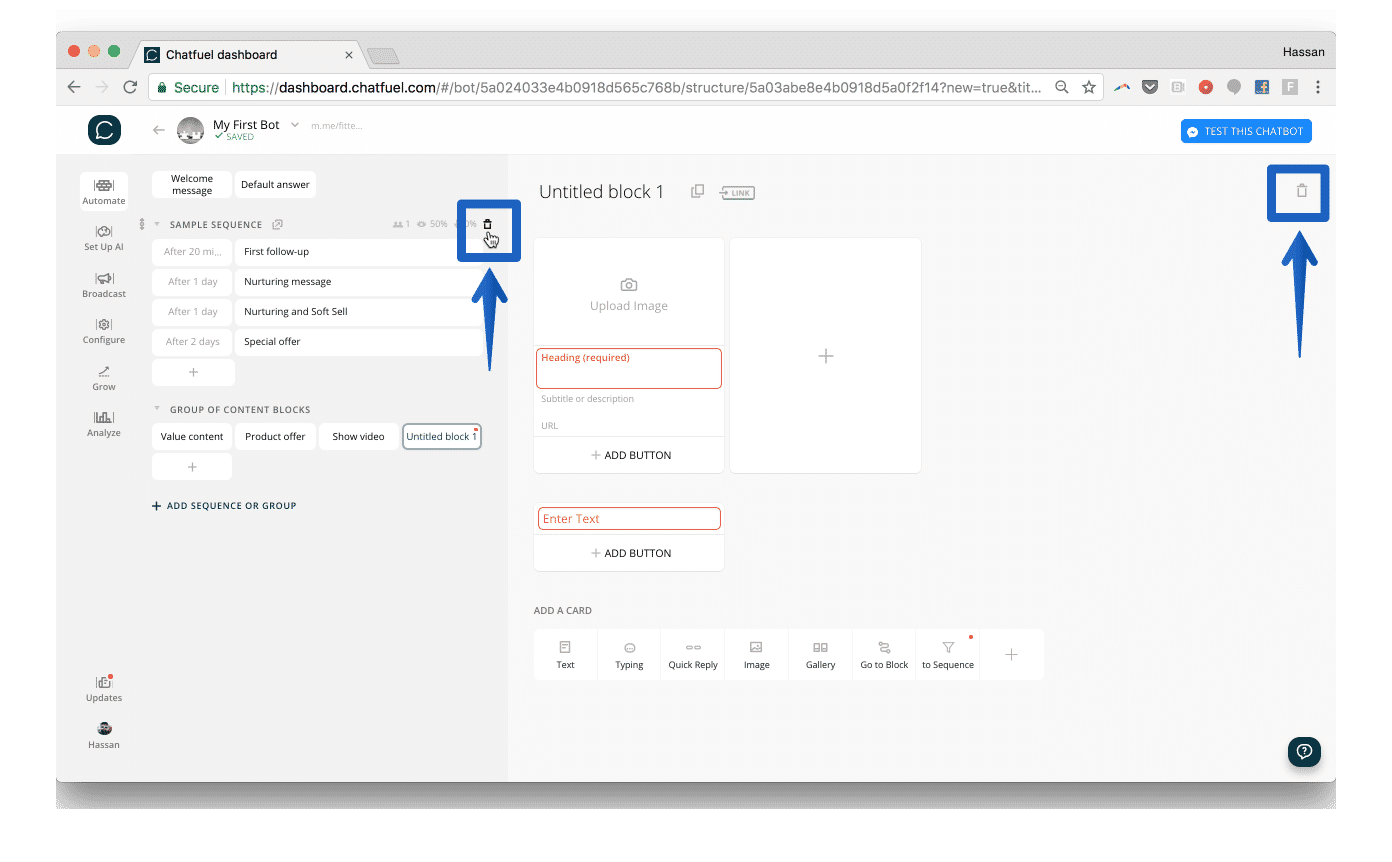 Chatfuel dashboard
Hassan
Secure https://dashboard.chatfuel.com/#/bot/5a024033e4b0918d565c768b/structure/5a03abe8e4b0918d5a0f2f14?new=true&tit...
My First Bot
m.me/fitte...
SAVED
TEST THIS CHATBOT
Automate
Set Up AI
Broadcast
Configure
Grow
Analyze
Updates
Hassan
Welcome message
Default answer
SAMPLE SEQUENCE
1 50% 0%
After 20 mi... First follow-up
After 1 day Nurturing message
After 1 day Nurturing and Soft Sell
After 2 days Special offer
+
GROUP OF CONTENT BLOCKS
Value content Product offer Show video Untitled block 1
+
+ ADD SEQUENCE OR GROUP
Untitled block 1
LINK
Upload Image
+
Heading (required)
Subtitle or description
URL
+ ADD BUTTON
Enter Text
+ ADD BUTTON
ADD A CARD
Text Typing Quick Reply Image Gallery Go to Block to Sequence +